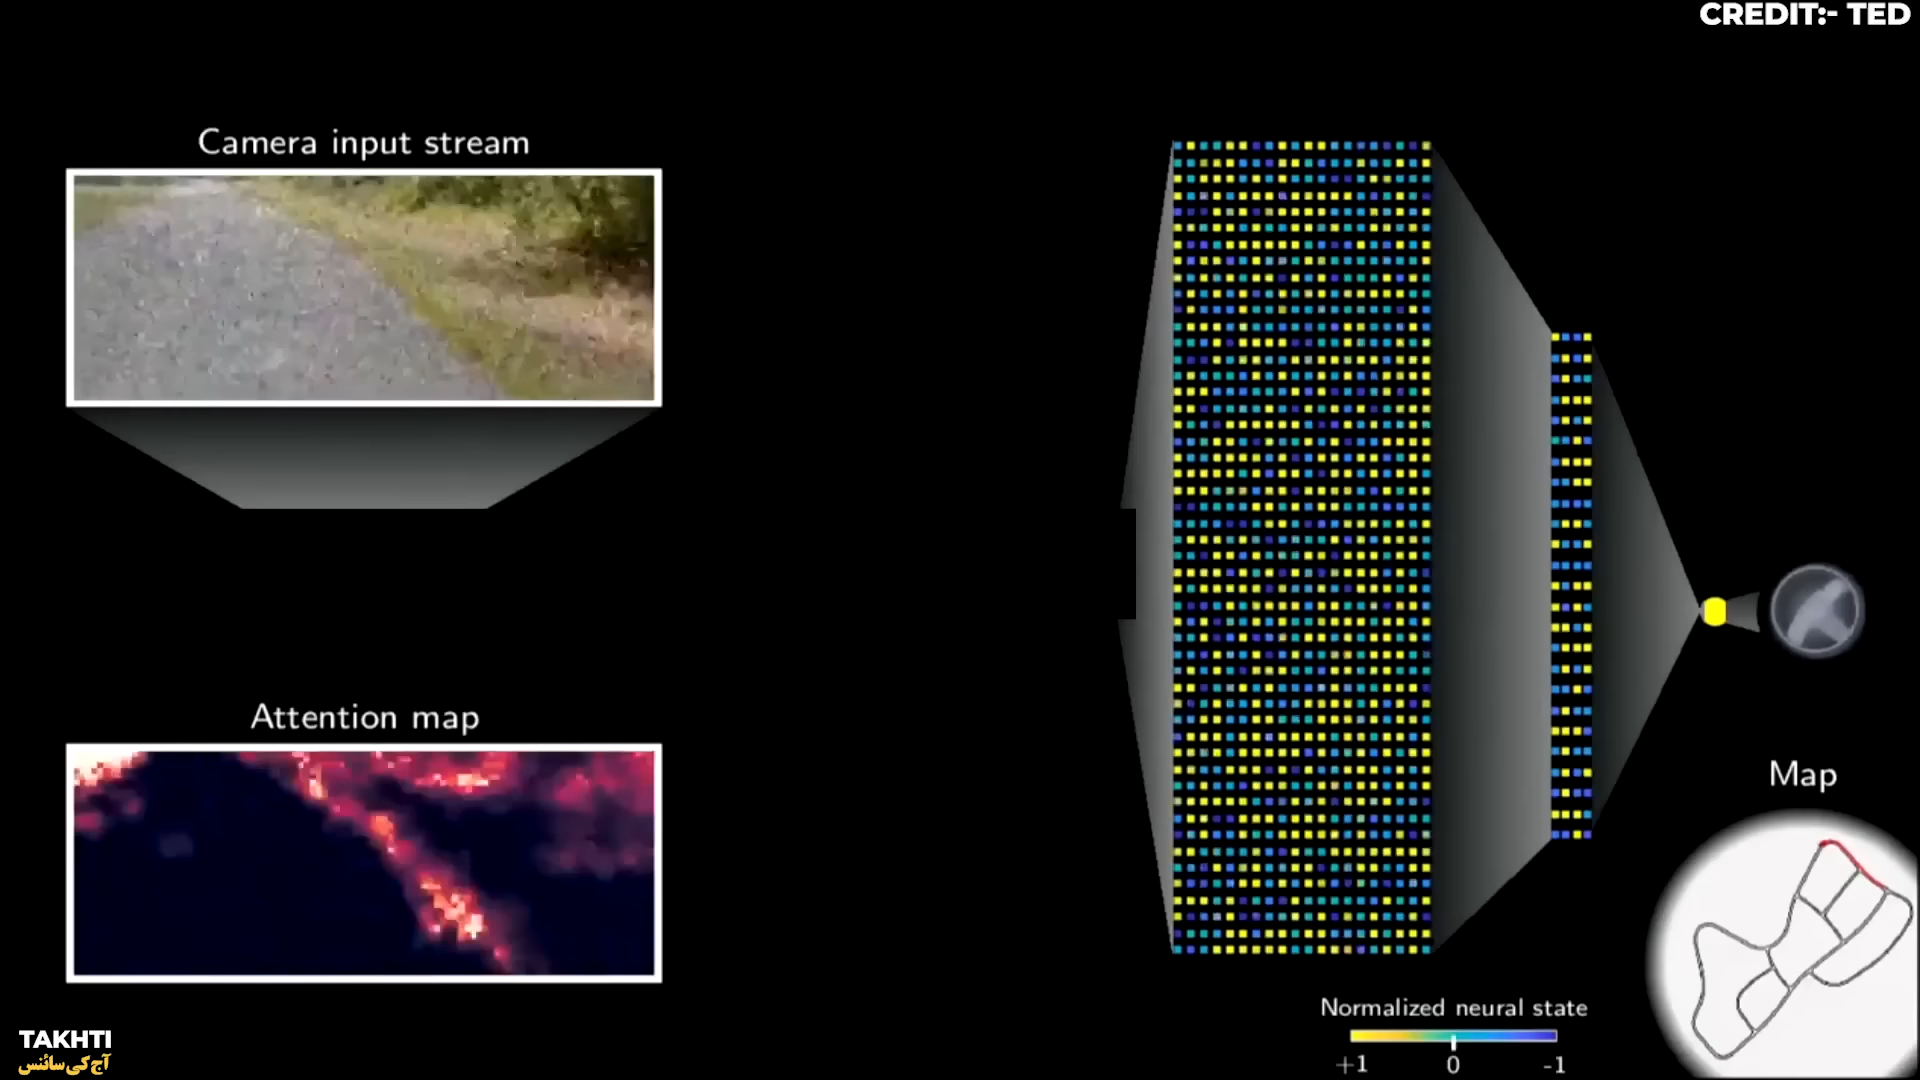 CREDIT:- TED
Camera input stream
Attention map
Map
Normalized neural state
+1 0 -1
TAKHTI
آج کی سائنس